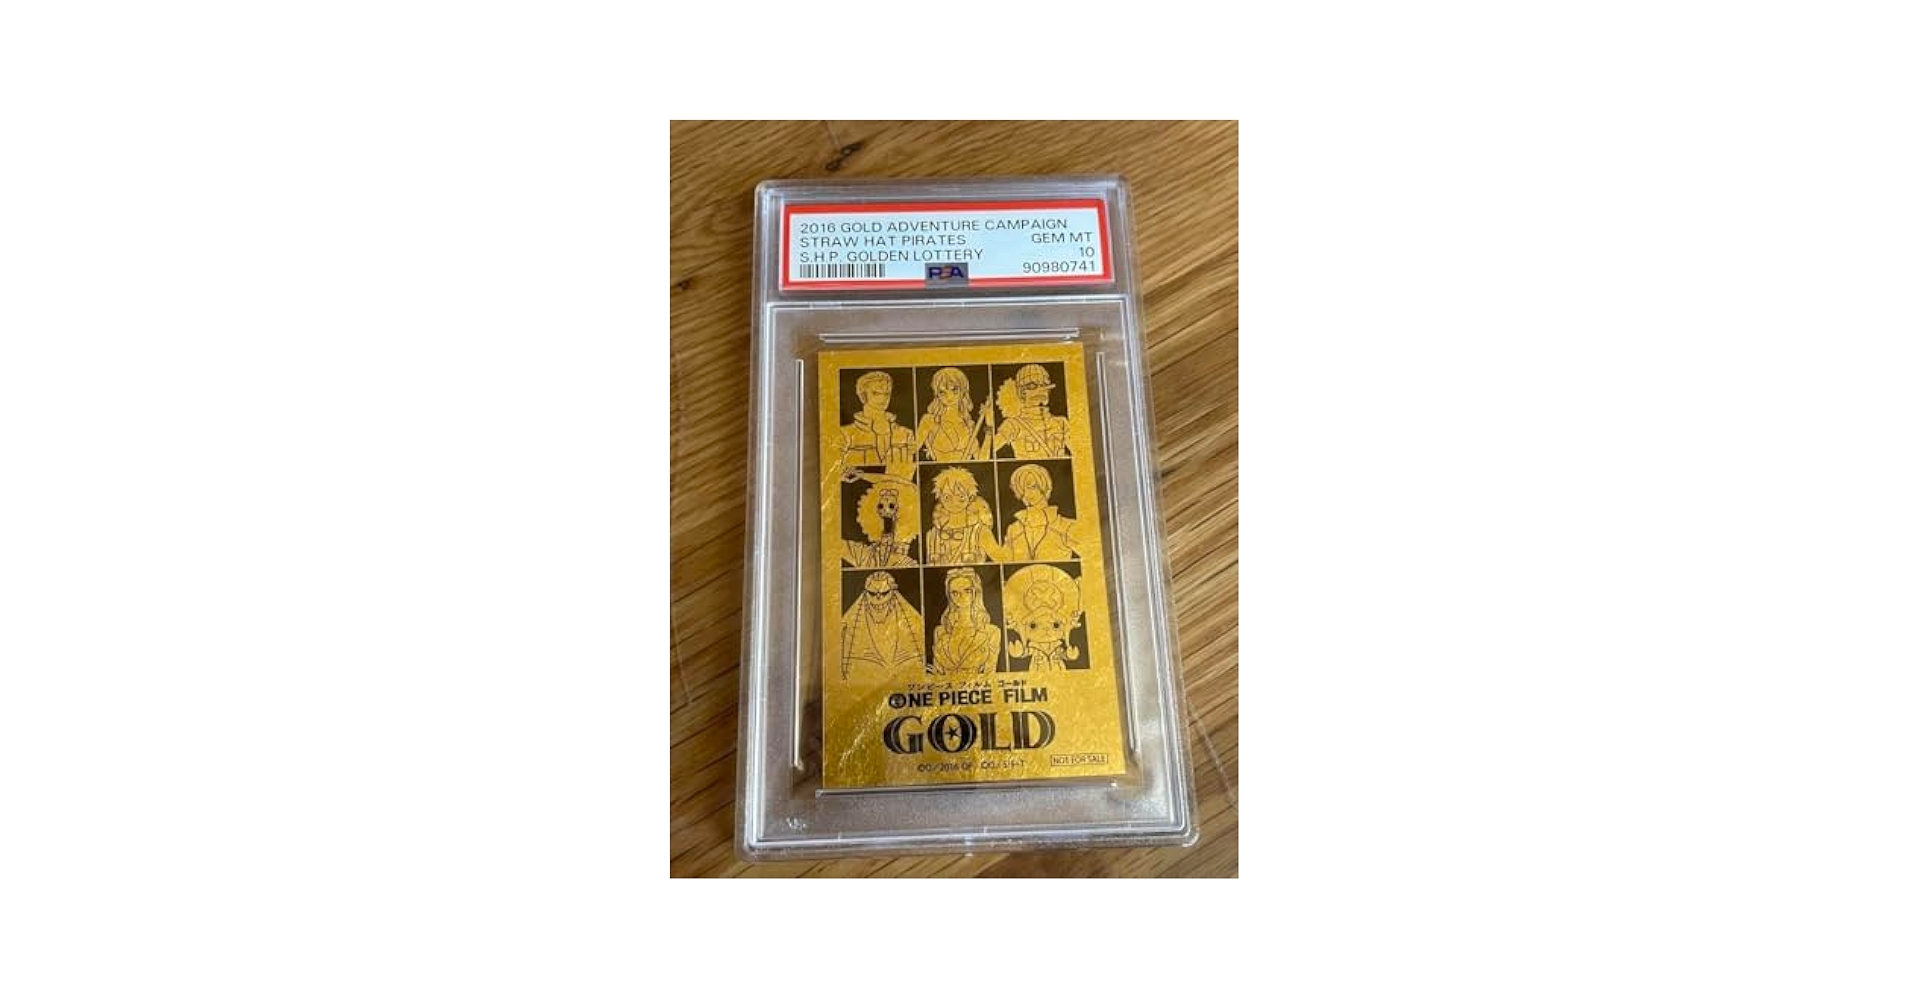 2016 GOLD ADVENTURE CAMPAIGN
STRAW HAT PIRATES GEM MT
S.H.P. GOLDEN LOTTERY 10
PSA 90980741
ワンピース フィルム ゴールド
ONE PIECE FILM
GOLD
NOT FOR SALE